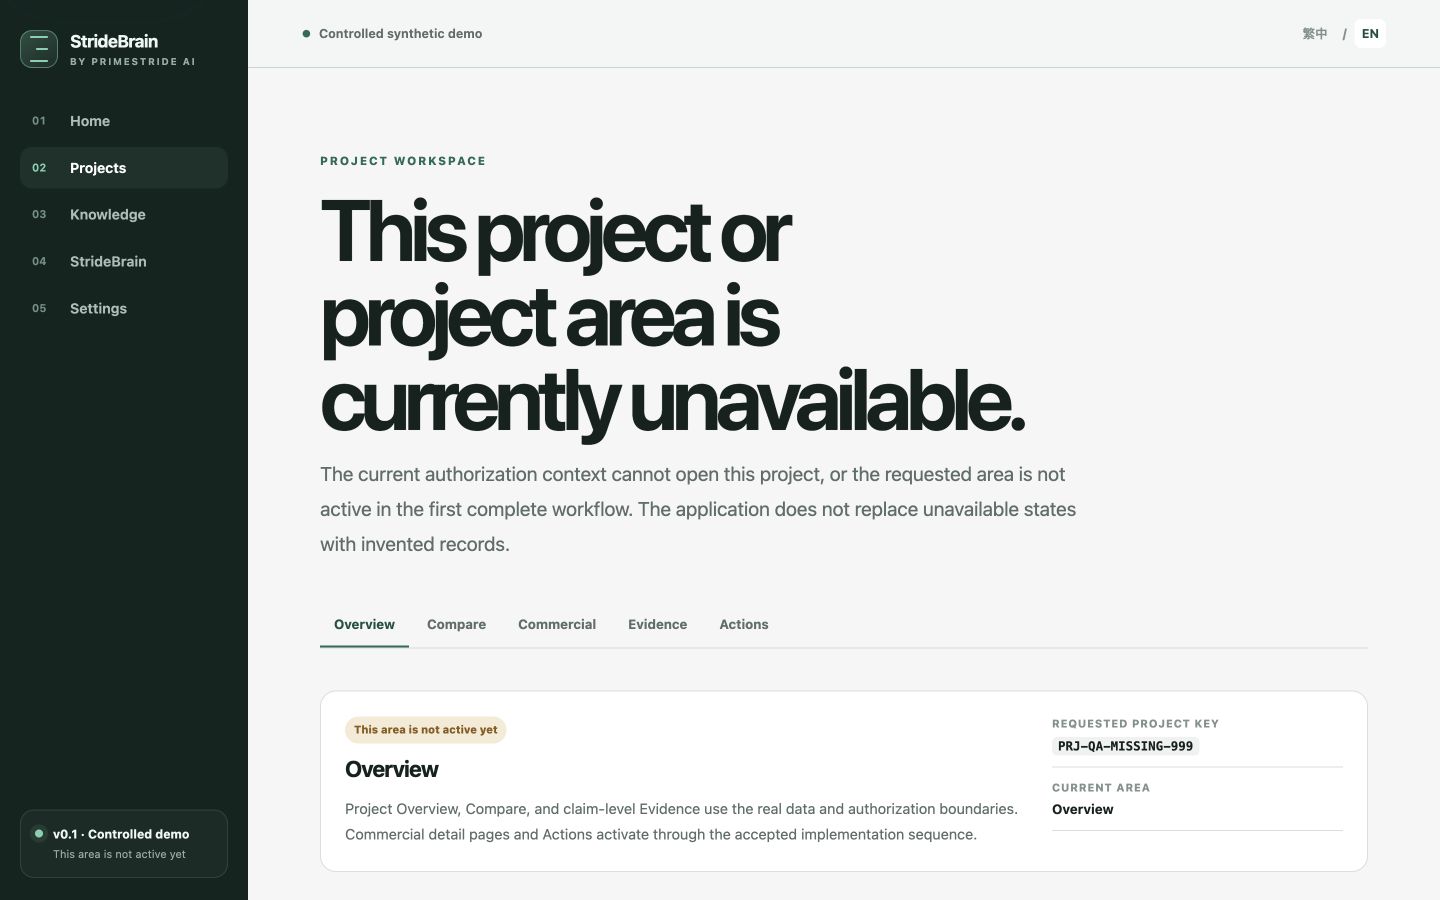 StrideBrain
BY PRIMESTRIDE AI
01 Home
02 Projects
03 Knowledge
04 StrideBrain
05 Settings
v0.1 · Controlled demo
This area is not active yet
Controlled synthetic demo
繁中 / EN
PROJECT WORKSPACE
This project or
project area is
currently unavailable.
The current authorization context cannot open this project, or the requested area is not
active in the first complete workflow. The application does not replace unavailable states
with invented records.
Overview Compare Commercial Evidence Actions
This area is not active yet
Overview
Project Overview, Compare, and claim-level Evidence use the real data and authorization boundaries.
Commercial detail pages and Actions activate through the accepted implementation sequence.
REQUESTED PROJECT KEY
PRJ-QA-MISSING-999
CURRENT AREA
Overview